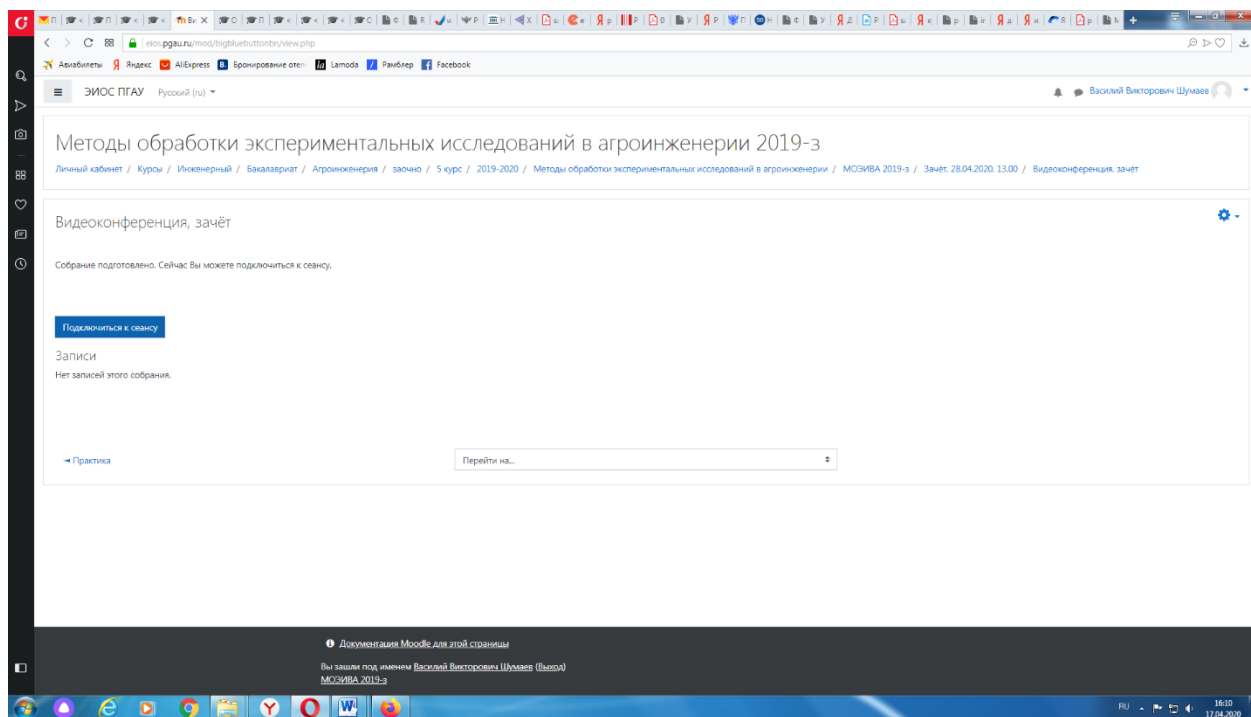 eios.pgau.ru/mod/bigbluebuttonbn/view.php
Авиабилеты Яндекс AliExpress Бронирование отел Lamoda Рамблер Facebook
ЭИОС ПГАУ Русский (ru) Василий Викторович Шумаев
Методы обработки экспериментальных исследований в агроинженерии 2019-з
Личный кабинет / Курсы / Инженерный / Бакалавриат / Агроинженерия / заочно / 5 курс / 2019-2020 / Методы обработки экспериментальных исследований в агроинженерии / МОЭИВА 2019-з / Зачёт. 28.04.2020. 13.00 / Видеоконференция, зачёт
Видеоконференция, зачёт
Собрание подготовлено. Сейчас Вы можете подключиться к сеансу.
Подключиться к сеансу
Записи
Нет записей этого собрания.
◄ Практика Перейти на...
Документация Moodle для этой страницы
Вы зашли под именем Василий Викторович Шумаев (Выход)
МОЭИВА 2019-з
RU 16:10
17.04.2020